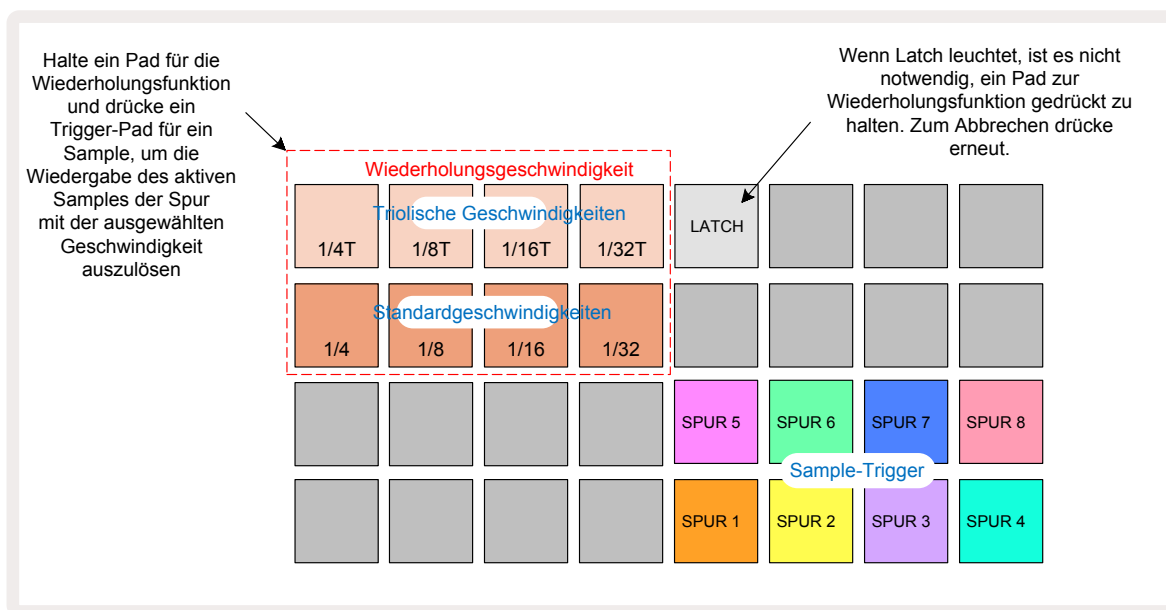 Halte ein Pad für die
Wiederholungsfunktion
und drücke ein
Trigger-Pad für ein
Sample, um die
Wiedergabe des aktiven
Samples der Spur
mit der ausgewählten
Geschwindigkeit
auszulösen
Wenn Latch leuchtet, ist es nicht
notwendig, ein Pad zur
Wiederholungsfunktion gedrückt zu
halten. Zum Abbrechen drücke
erneut.
Wiederholungsgeschwindigkeit
Triolische Geschwindigkeiten
1/4T 1/8T 1/16T 1/32T
LATCH
Standardgeschwindigkeiten
1/4 1/8 1/16 1/32
SPUR 5 SPUR 6 SPUR 7 SPUR 8
Sample-Trigger
SPUR 1 SPUR 2 SPUR 3 SPUR 4